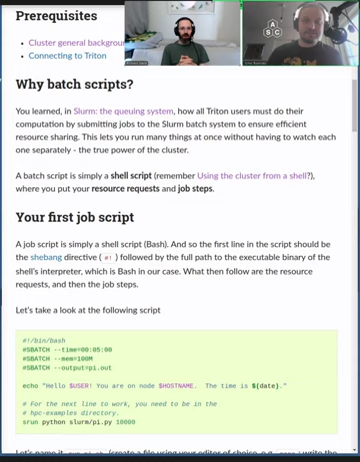 Prerequisites
Cluster general backgrou
Connecting to Triton
A
S C
Why batch scripts?
You learned, in Slurm: the queuing system, how all Triton users must do their
computation by submitting jobs to the Slurm batch system to ensure efficient
resource sharing. This lets you run many things at once without having to watch each
one separately - the true power of the cluster.
A batch script is simply a shell script (remember Using the cluster from a shell?),
where you put your resource requests and job steps.
Your first job script
A job script is simply a shell script (Bash). And so the first line in the script should be
the shebang directive ( #! ) followed by the full path to the executable binary of the
shell's interpreter, which is Bash in our case. What then follow are the resource
requests, and then the job steps.
Let's take a look at the following script
#!/bin/bash
#SBATCH --time=00:05:00
#SBATCH --mem=100M
#SBATCH --output=pi.out
echo "Hello $USER! You are on node $HOSTNAME. The time is $(date)."
# For the next line to work, you need to be in the
# hpc-examples directory.
srun python slurm/pi.py 10000